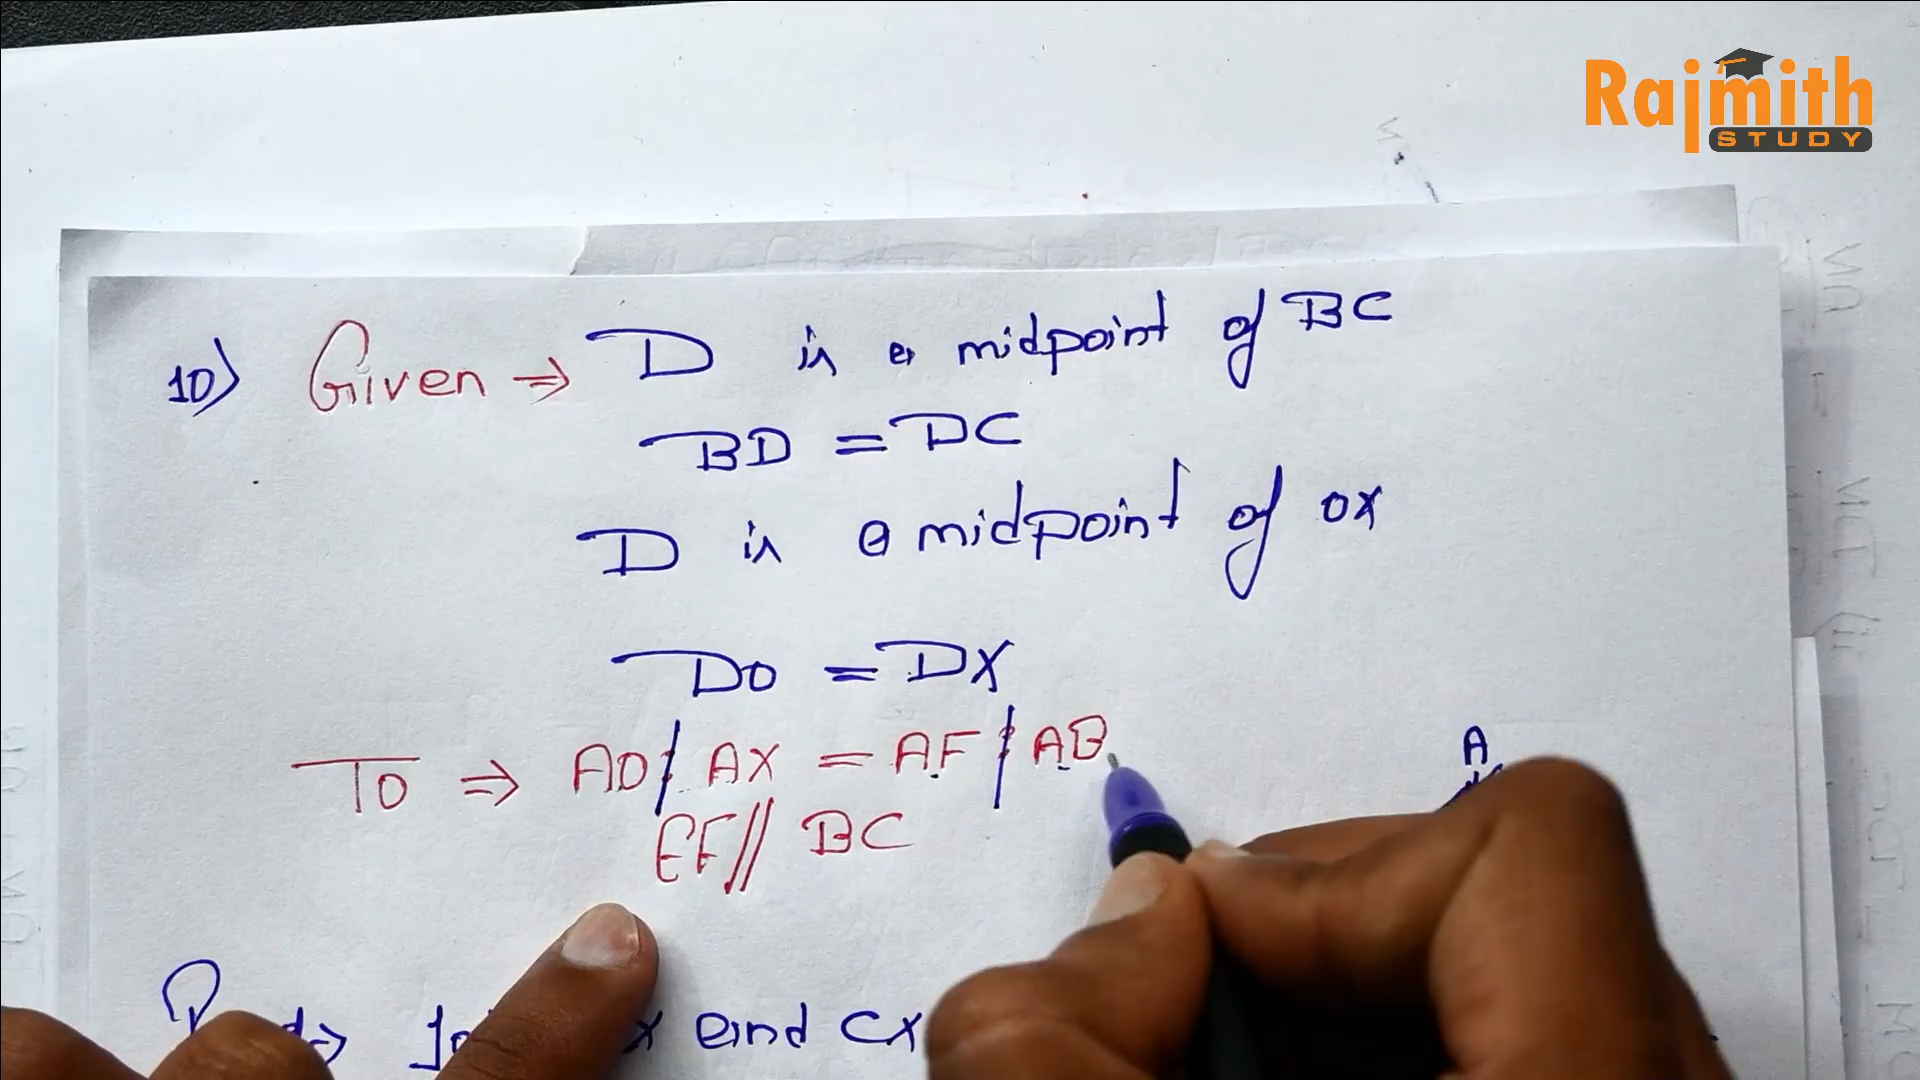 Rajmith
STUDY
10) Given ⇒ D is a midpoint of BC
BD = DC
D is a midpoint of OX
DO = DX
To ⇒ AO/AX = AF/AB
EF // BC
A
and CX